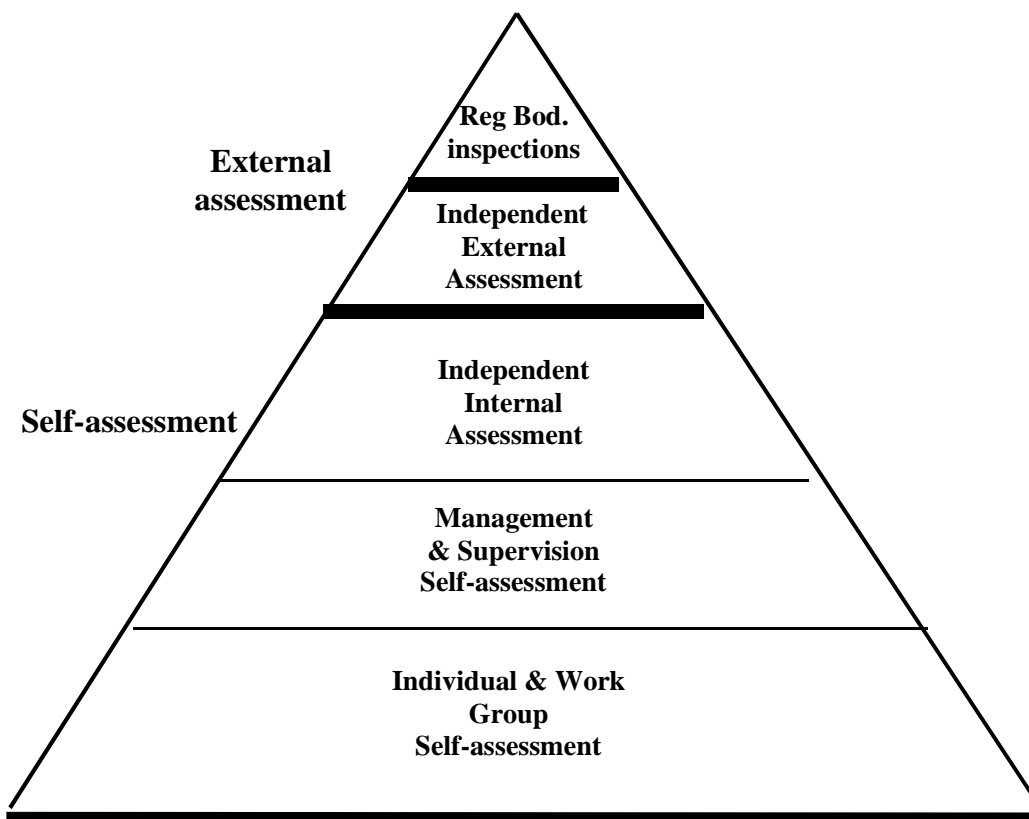 Reg Bod.
inspections
External
assessment
Independent
External
Assessment
Independent
Internal
Assessment
Self-assessment
Management
& Supervision
Self-assessment
Individual & Work
Group
Self-assessment